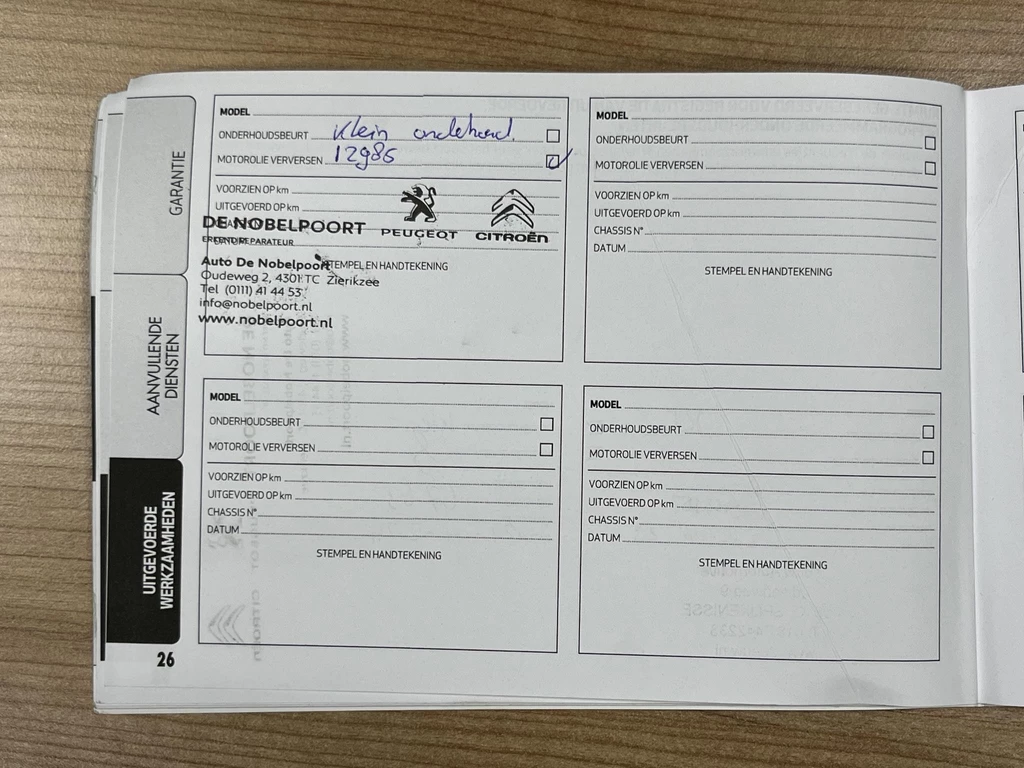 GARANTIE
AANVULLENDE
DIENSTEN
UITGEVOERDE
WERKZAAMHEDEN
26
MODEL
ONDERHOUDSBEURT Klein onderhoud
MOTOROLIE VERVERSEN 12986
VOORZIEN OP km
UITGEVOERD OP km
DE NOBELPOORT
ERKEND REPARATEUR
PEUGEOT
CITROËN
STEMPEL EN HANDTEKENING
Auto De Nobelpoort
Oudeweg 2, 4301 TC Zierikzee
Tel (0111) 41 44 53
info@nobelpoort.nl
www.nobelpoort.nl
MODEL
ONDERHOUDSBEURT
MOTOROLIE VERVERSEN
VOORZIEN OP km
UITGEVOERD OP km
CHASSIS N°
DATUM
STEMPEL EN HANDTEKENING
MODEL
ONDERHOUDSBEURT
MOTOROLIE VERVERSEN
VOORZIEN OP km
UITGEVOERD OP km
CHASSIS N°
DATUM
STEMPEL EN HANDTEKENING
MODEL
ONDERHOUDSBEURT
MOTOROLIE VERVERSEN
VOORZIEN OP km
UITGEVOERD OP km
CHASSIS N°
DATUM
STEMPEL EN HANDTEKENING